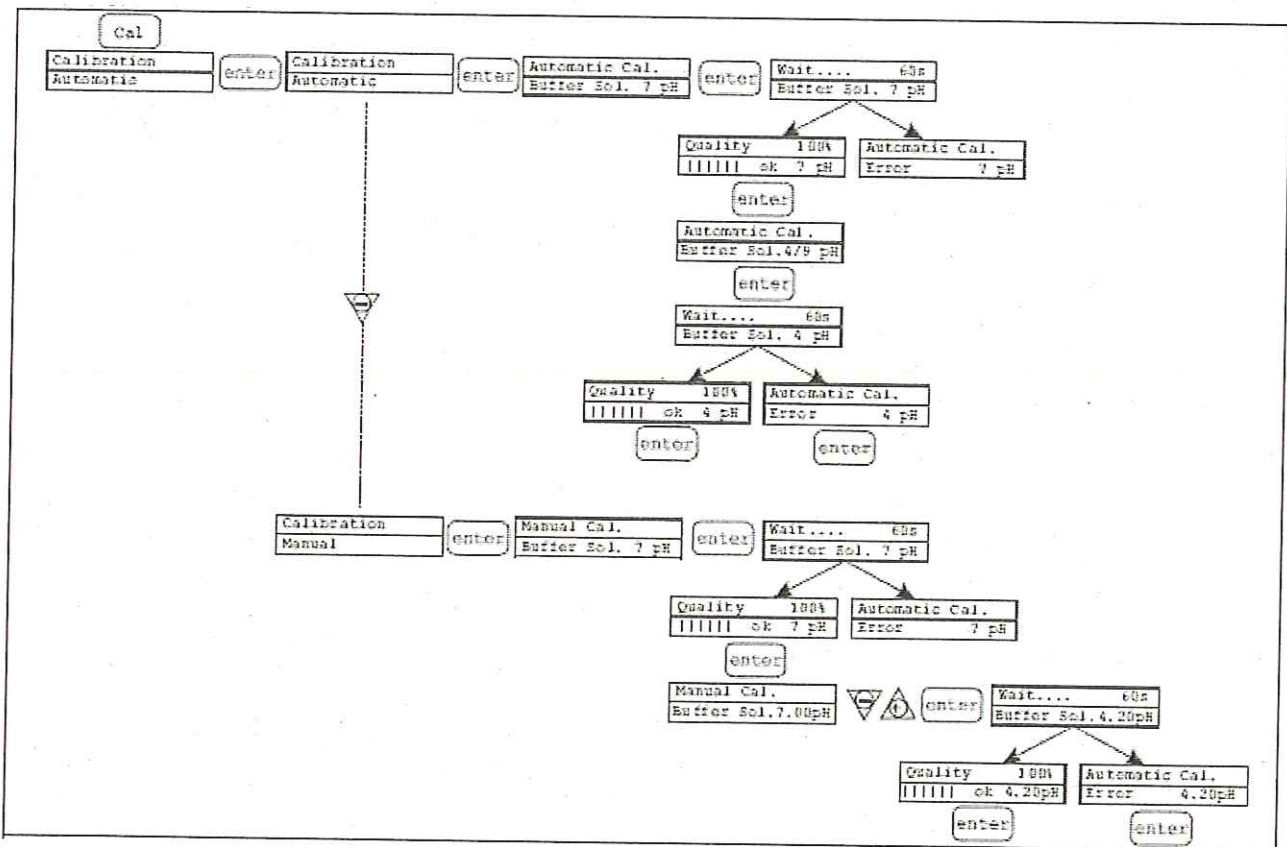 Cal
Calibration
Automatic
enter
Calibration
Automatic
enter
Automatic Cal.
Buffer Sol. 7 pH
enter
Wait.... 60s
Buffer Sol. 7 pH
Quality 100%
|||||| ok 7 pH
Automatic Cal.
Error 7 pH
enter
Automatic Cal.
Buffer Sol.4/9 pH
enter
Wait.... 60s
Buffer Sol. 4 pH
Quality 100%
|||||| ok 4 pH
Automatic Cal.
Error 4 pH
enter
enter
Calibration
Manual
enter
Manual Cal.
Buffer Sol. 7 pH
enter
Wait.... 60s
Buffer Sol. 7 pH
Quality 100%
|||||| ok 7 pH
Automatic Cal.
Error 7 pH
enter
Manual Cal.
Buffer Sol.7.00pH
enter
Wait.... 60s
Buffer Sol.4.20pH
Quality 100%
|||||| ok 4.20pH
Automatic Cal.
Error 4.20pH
enter
enter